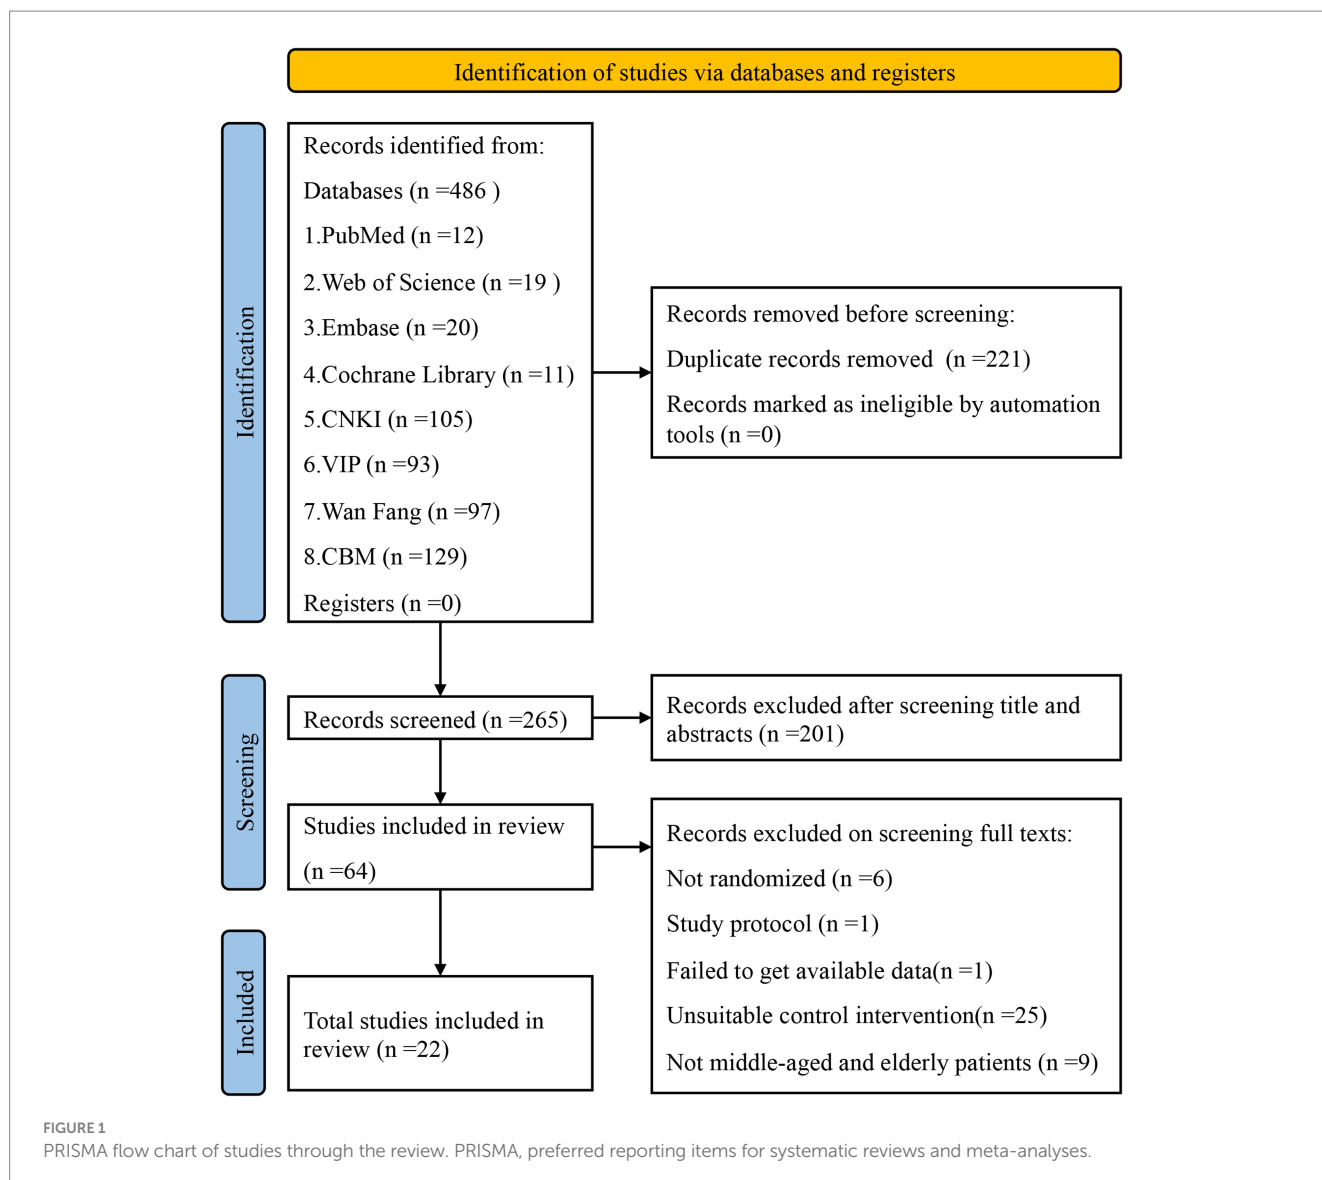 Identification of studies via databases and registers
Identification
Records identified from:
Databases (n =486 )
1.PubMed (n =12)
2.Web of Science (n =19 )
3.Embase (n =20)
4.Cochrane Library (n =11)
5.CNKI (n =105)
6.VIP (n =93)
7.Wan Fang (n =97)
8.CBM (n =129)
Registers (n =0)
Records removed before screening:
Duplicate records removed  (n =221)
Records marked as ineligible by automation
tools (n =0)
Screening
Records screened (n =265)
Records excluded after screening title and
abstracts (n =201)
Studies included in review
(n =64)
Records excluded on screening full texts:
Not randomized (n =6)
Study protocol (n =1)
Failed to get available data(n =1)
Unsuitable control intervention(n =25)
Not middle-aged and elderly patients (n =9)
Included
Total studies included in
review (n =22)
FIGURE 1
PRISMA flow chart of studies through the review. PRISMA, preferred reporting items for systematic reviews and meta-analyses.